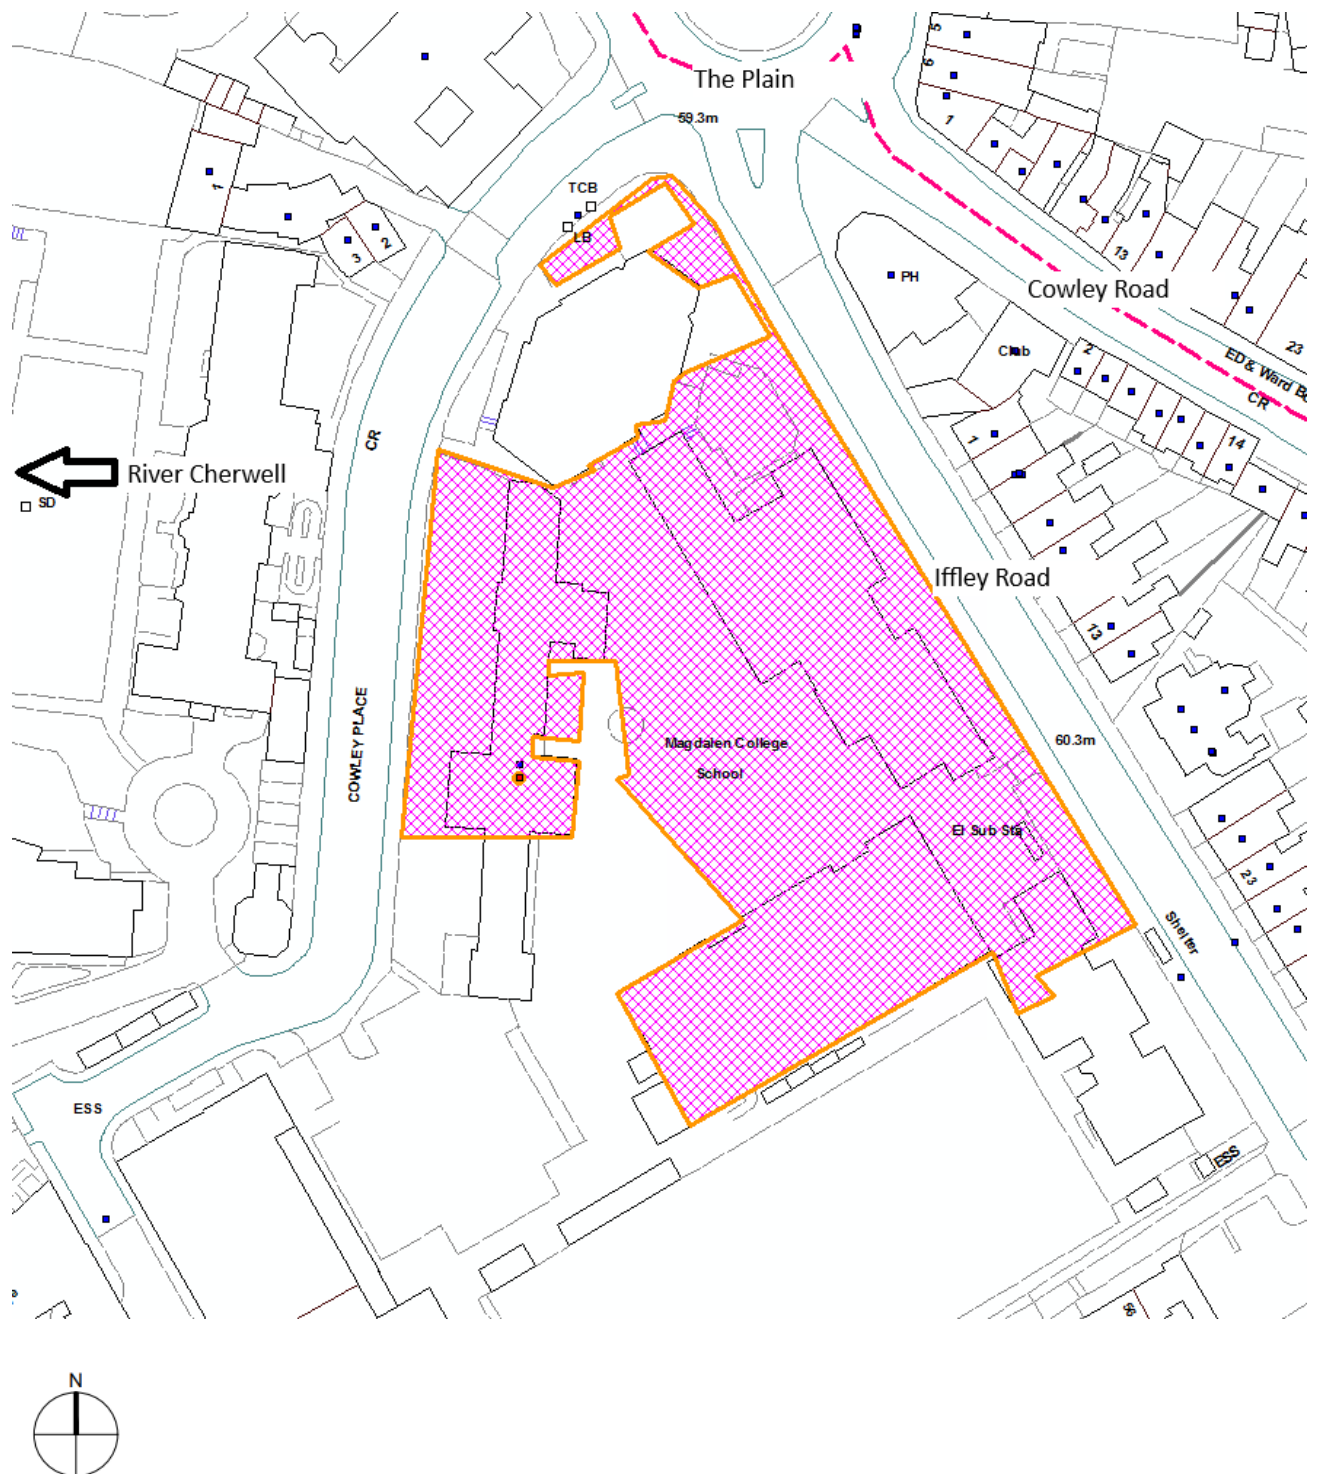 5
6
The Plain
1
59.3m
TCB
1
2
LB
3
13
PH
Cowley Road
Club
2
23
ED & Ward Bo
CR
CR
1
14
River Cherwell
SD
Iffley Road
13
COWLEY PLACE
Magdalen College
School
60.3m
El Sub Sta
23
Shelter
ESS
ESS
56
N